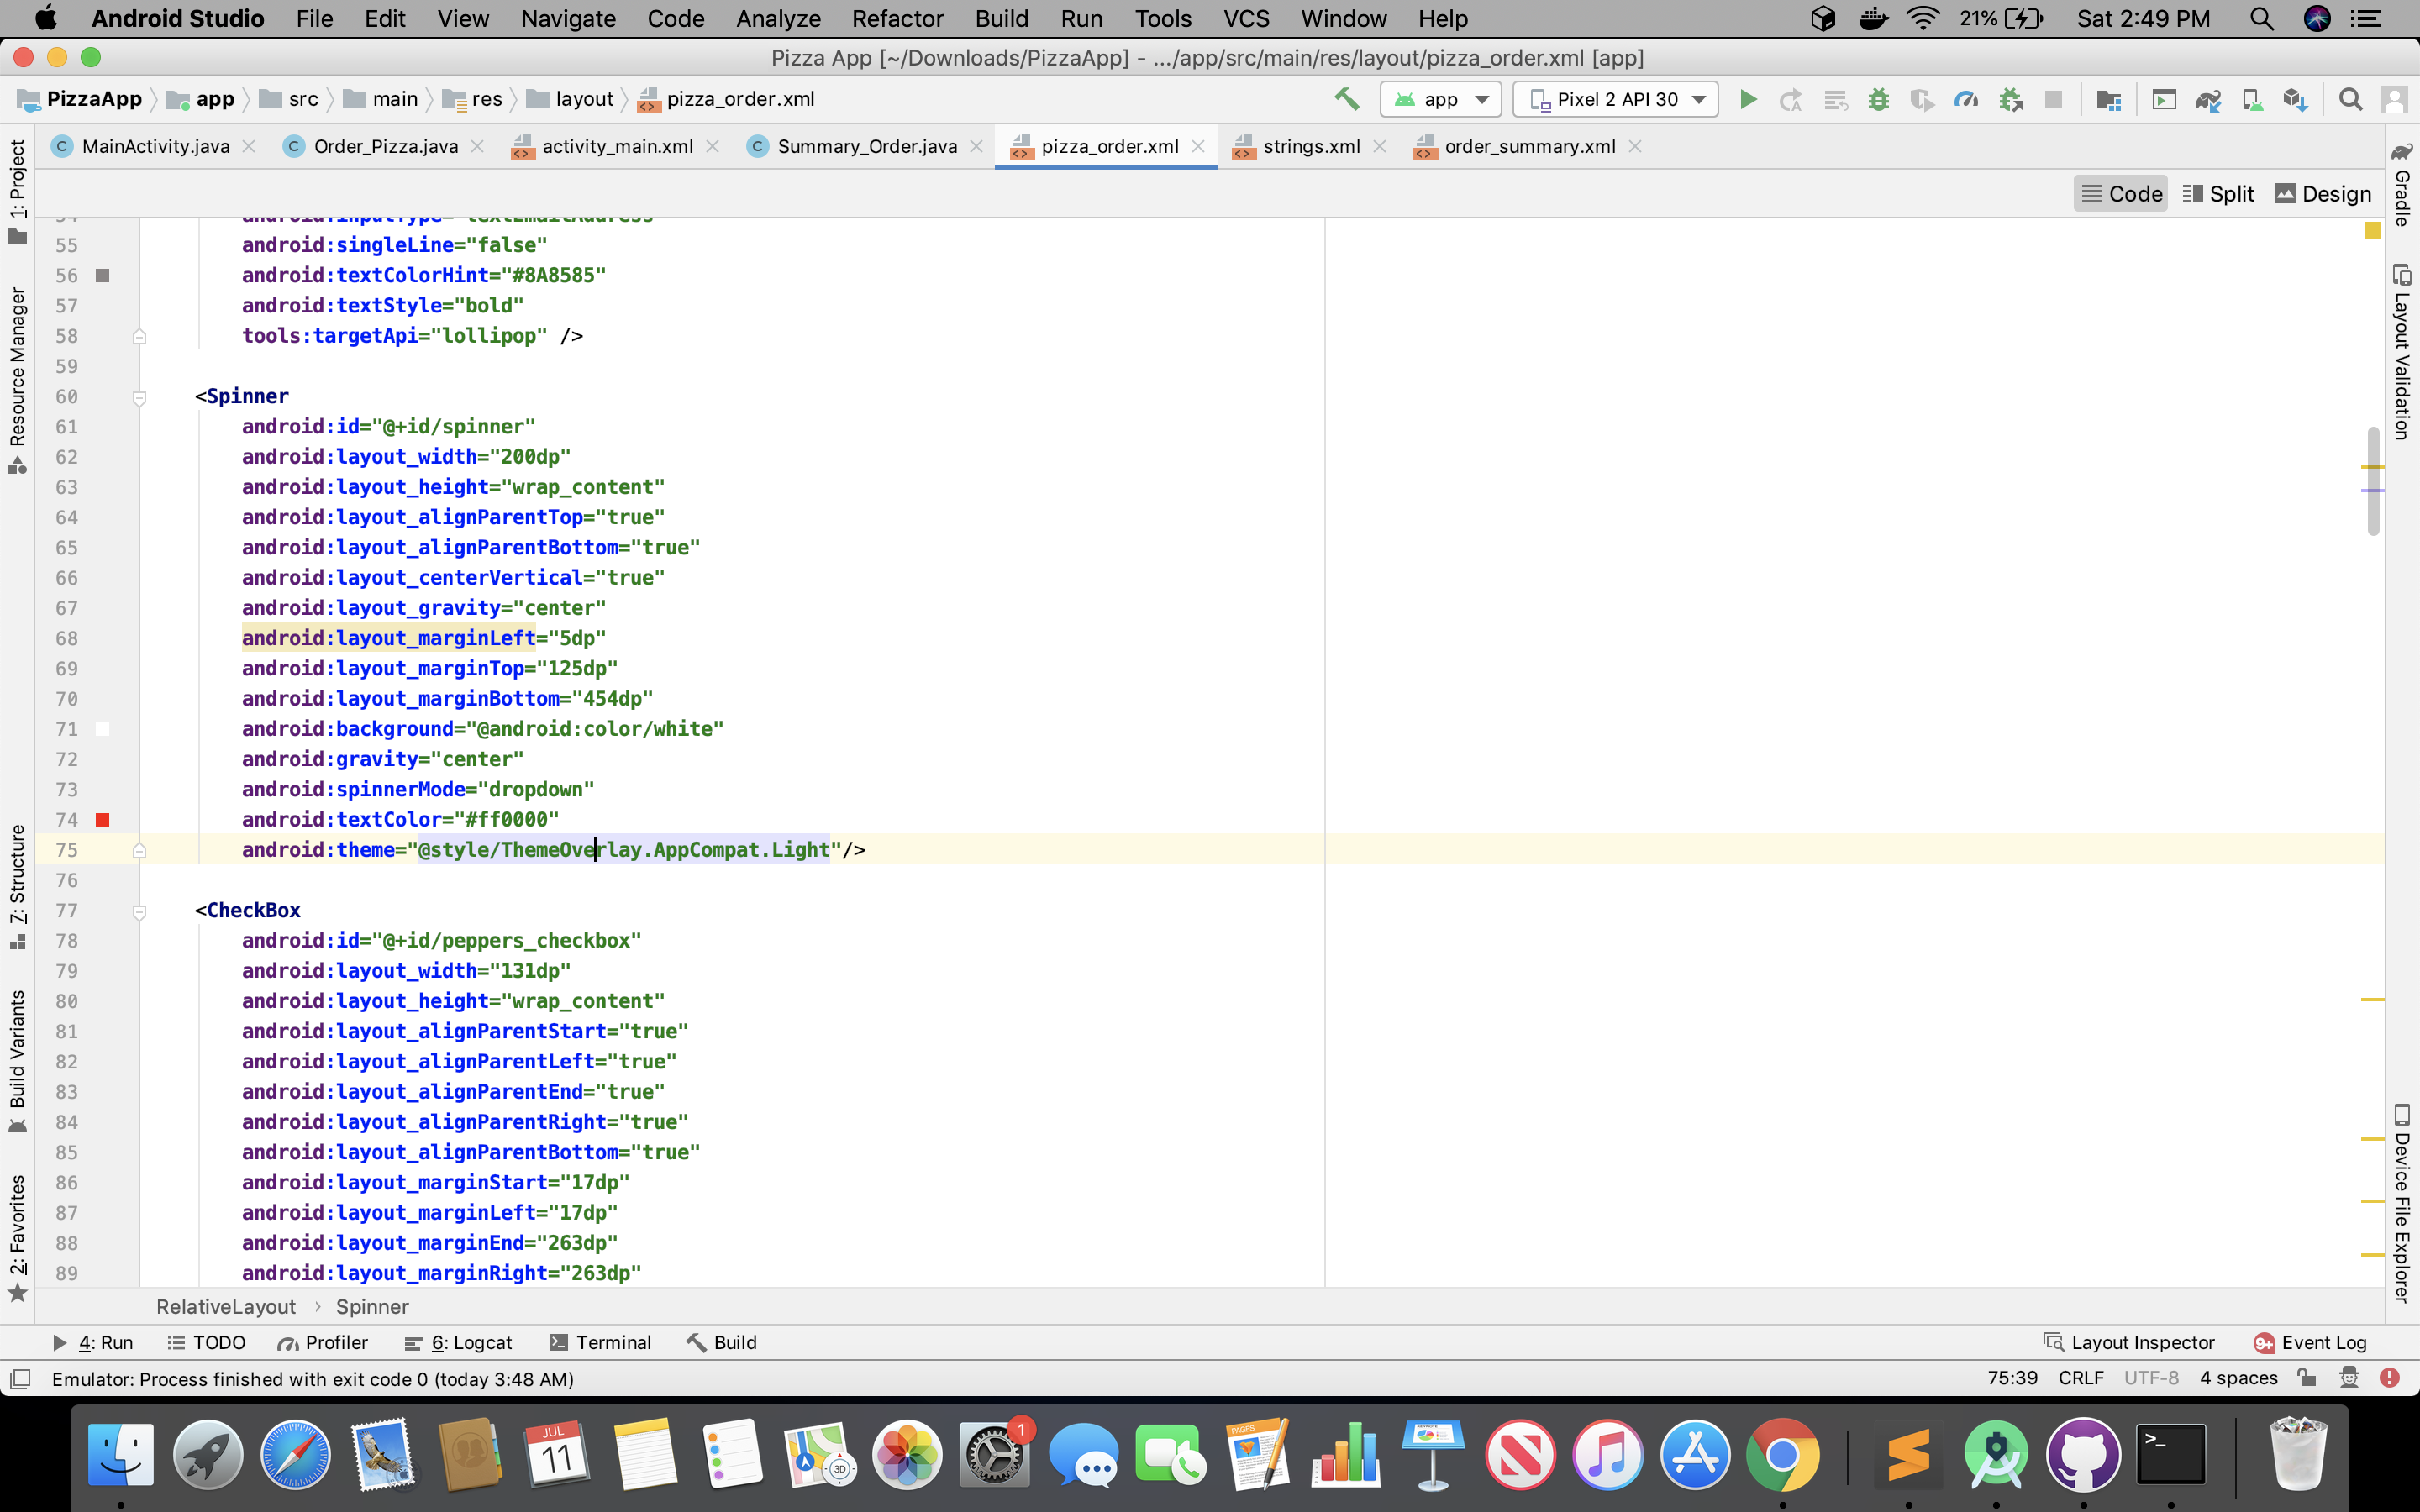 Android Studio File Edit View Navigate Code Analyze Refactor Build Run Tools VCS Window Help 21% Sat 2:49 PM
Pizza App [~/Downloads/PizzaApp] - .../app/src/main/res/layout/pizza_order.xml [app]
PizzaApp app src main res layout pizza_order.xml app Pixel 2 API 30
MainActivity.java Order_Pizza.java activity_main.xml Summary_Order.java pizza_order.xml strings.xml order_summary.xml
Code Split Design
1: Project
Resource Manager
7: Structure
Build Variants
2: Favorites
Gradle
Layout Validation
Device File Explorer
54 android:inputType="textEmailAddress"
55 android:singleLine="false"
56 android:textColorHint="#8A8585"
57 android:textStyle="bold"
58 tools:targetApi="lollipop" />
59
60 <Spinner
61 android:id="@+id/spinner"
62 android:layout_width="200dp"
63 android:layout_height="wrap_content"
64 android:layout_alignParentTop="true"
65 android:layout_alignParentBottom="true"
66 android:layout_centerVertical="true"
67 android:layout_gravity="center"
68 android:layout_marginLeft="5dp"
69 android:layout_marginTop="125dp"
70 android:layout_marginBottom="454dp"
71 android:background="@android:color/white"
72 android:gravity="center"
73 android:spinnerMode="dropdown"
74 android:textColor="#ff0000"
75 android:theme="@style/ThemeOverlay.AppCompat.Light"/>
76
77 <CheckBox
78 android:id="@+id/peppers_checkbox"
79 android:layout_width="131dp"
80 android:layout_height="wrap_content"
81 android:layout_alignParentStart="true"
82 android:layout_alignParentLeft="true"
83 android:layout_alignParentEnd="true"
84 android:layout_alignParentRight="true"
85 android:layout_alignParentBottom="true"
86 android:layout_marginStart="17dp"
87 android:layout_marginLeft="17dp"
88 android:layout_marginEnd="263dp"
89 android:layout_marginRight="263dp"
RelativeLayout › Spinner
4: Run TODO Profiler 6: Logcat Terminal Build Layout Inspector 9+ Event Log
Emulator: Process finished with exit code 0 (today 3:48 AM) 75:39 CRLF UTF-8 4 spaces
JUL
11
3D
1
PAGES
>_